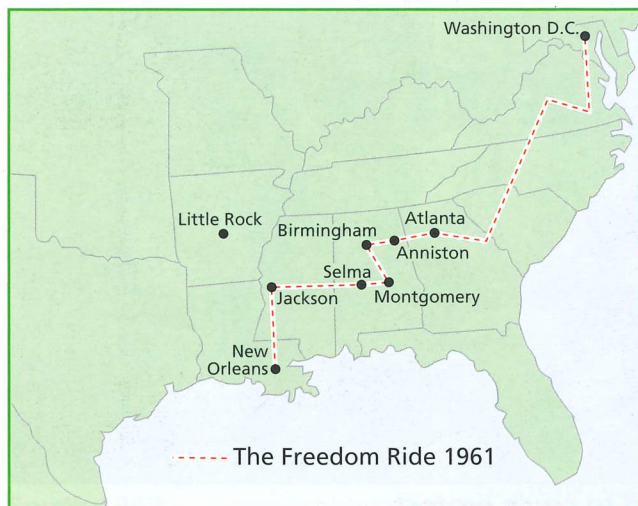 Washington D.C.
Little Rock
Birmingham
Atlanta
Anniston
Selma
Jackson
Montgomery
New
Orleans
The Freedom Ride 1961